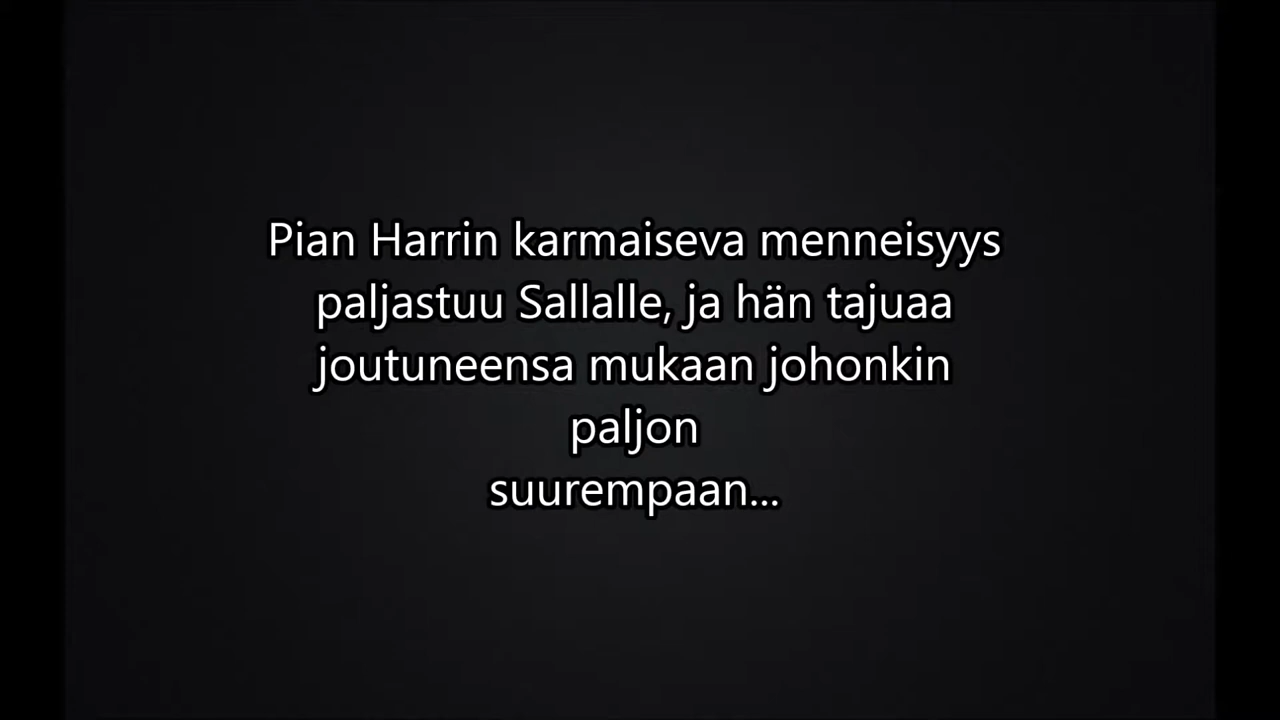 Pian Harrin karmaiseva menneisyys
paljastuu Sallalle, ja hän tajuaa
joutuneensa mukaan johonkin
paljon
suurempaan...